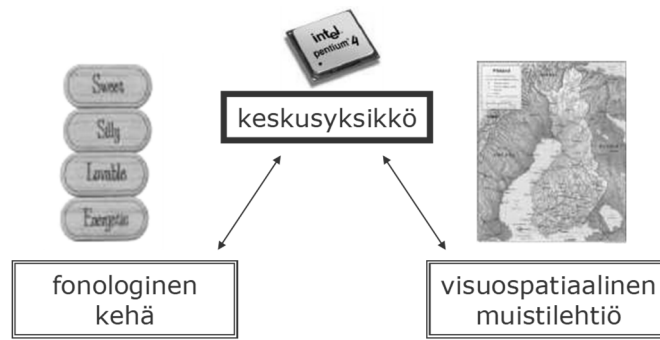 intel
pentium 4
keskusyksikkö
Sweet
Silly
Lovable
Energetic
fonologinen
kehä
visuospatiaalinen
muistilehtiö